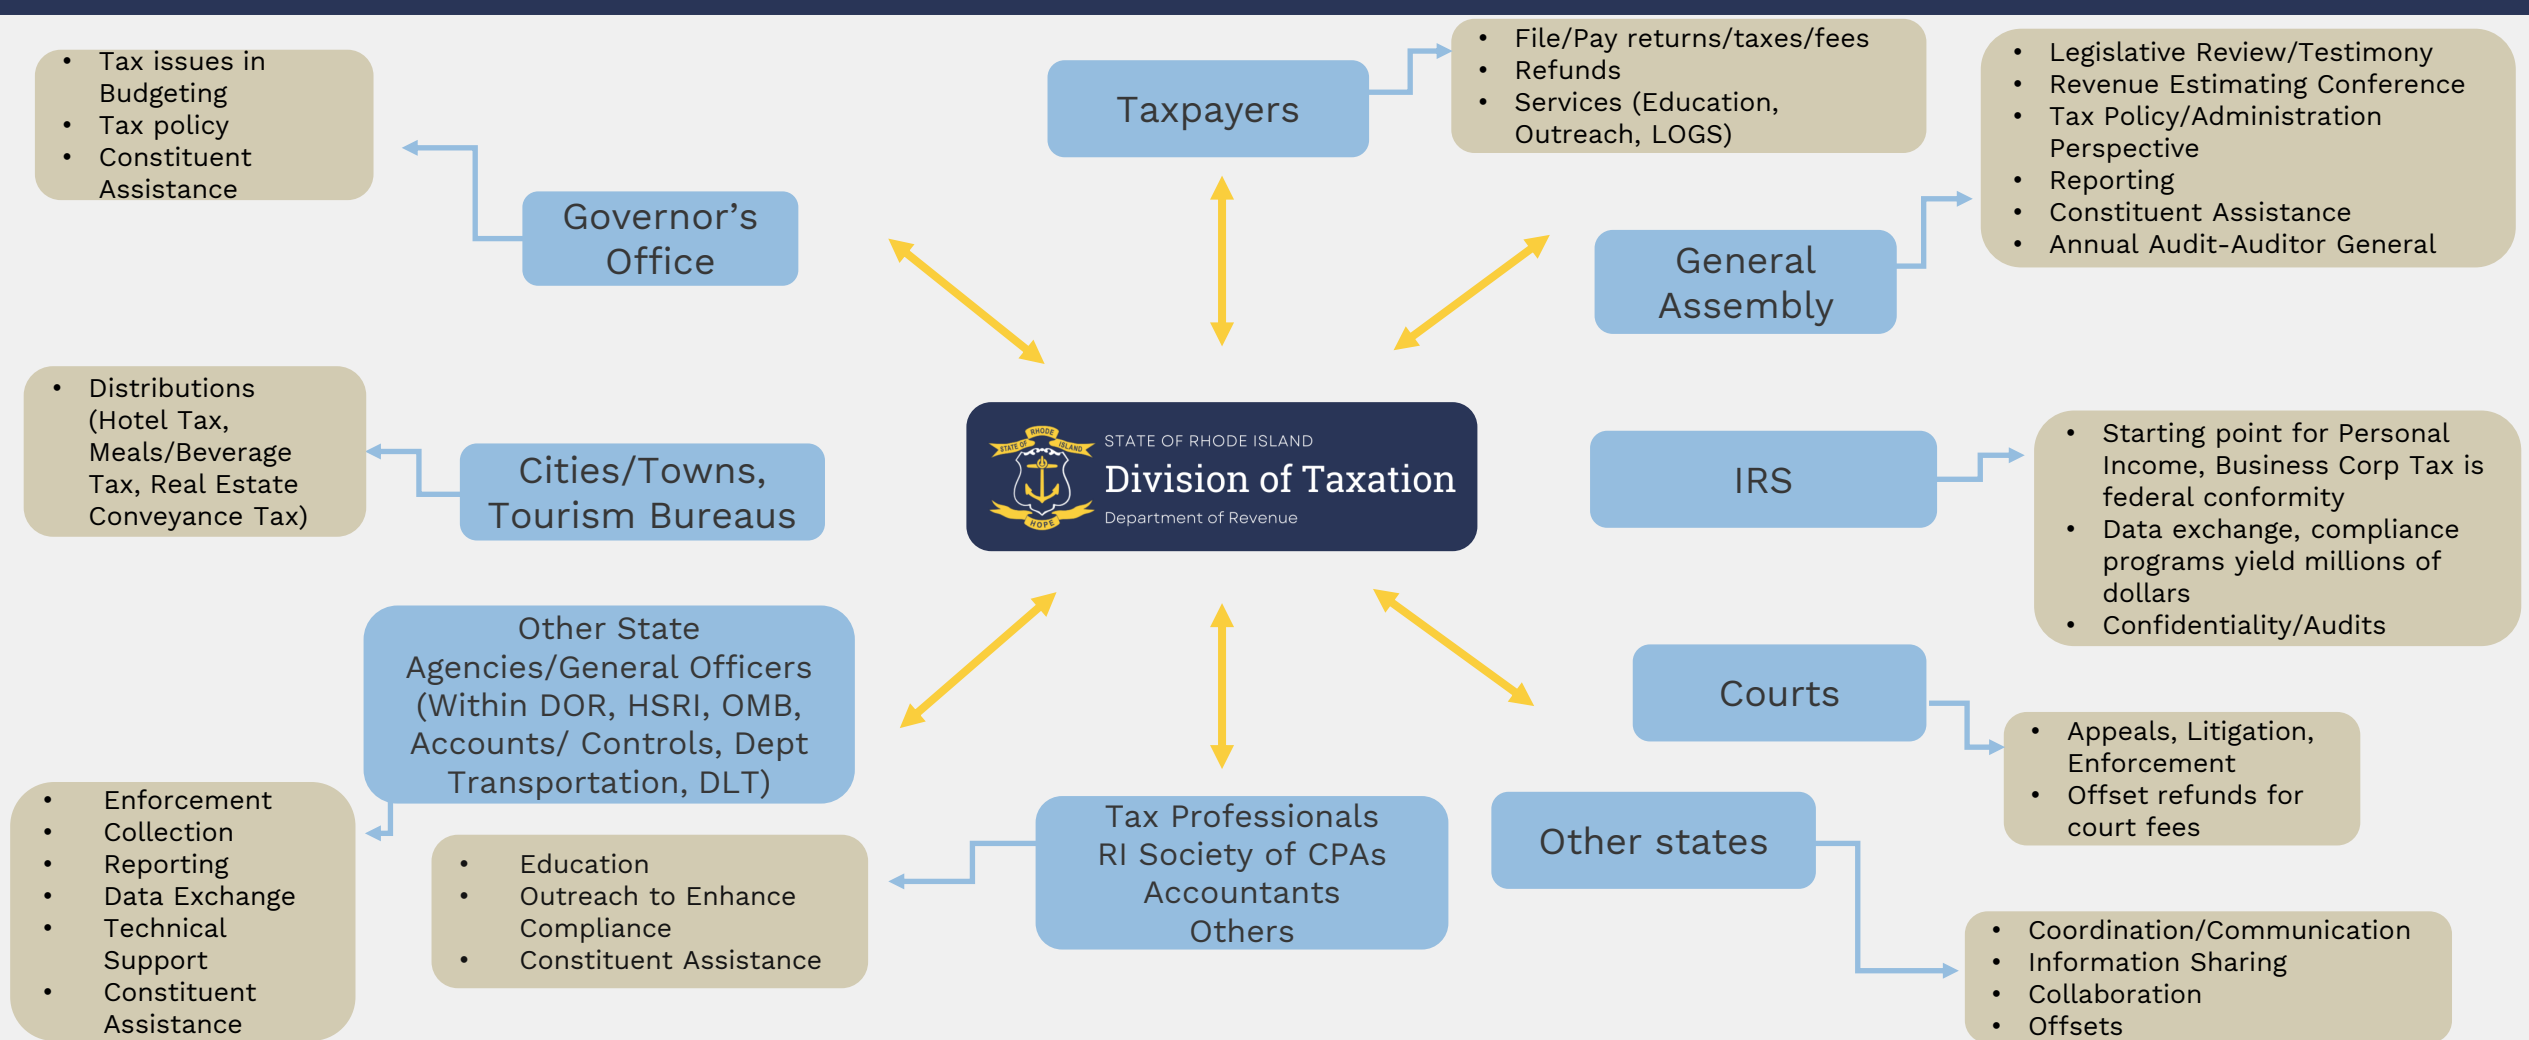 • Tax issues in
Budgeting
• Tax policy
• Constituent
Assistance
Governor’s
Office
Taxpayers
• File/Pay returns/taxes/fees
• Refunds
• Services (Education,
Outreach, LOGS)
• Legislative Review/Testimony
• Revenue Estimating Conference
• Tax Policy/Administration
Perspective
• Reporting
• Constituent Assistance
• Annual Audit-Auditor General
General
Assembly
• Distributions
(Hotel Tax,
Meals/Beverage
Tax, Real Estate
Conveyance Tax)
Cities/Towns,
Tourism Bureaus
STATE OF RHODE ISLAND
HOPE
STATE OF RHODE ISLAND
Division of Taxation
Department of Revenue
IRS
• Starting point for Personal
Income, Business Corp Tax is
federal conformity
• Data exchange, compliance
programs yield millions of
dollars
• Confidentiality/Audits
Other State
Agencies/General Officers
(Within DOR, HSRI, OMB,
Accounts/ Controls, Dept
Transportation, DLT)
• Enforcement
• Collection
• Reporting
• Data Exchange
• Technical
Support
• Constituent
Assistance
• Education
• Outreach to Enhance
Compliance
• Constituent Assistance
Tax Professionals
RI Society of CPAs
Accountants
Others
Courts
• Appeals, Litigation,
Enforcement
• Offset refunds for
court fees
Other states
• Coordination/Communication
• Information Sharing
• Collaboration
• Offsets